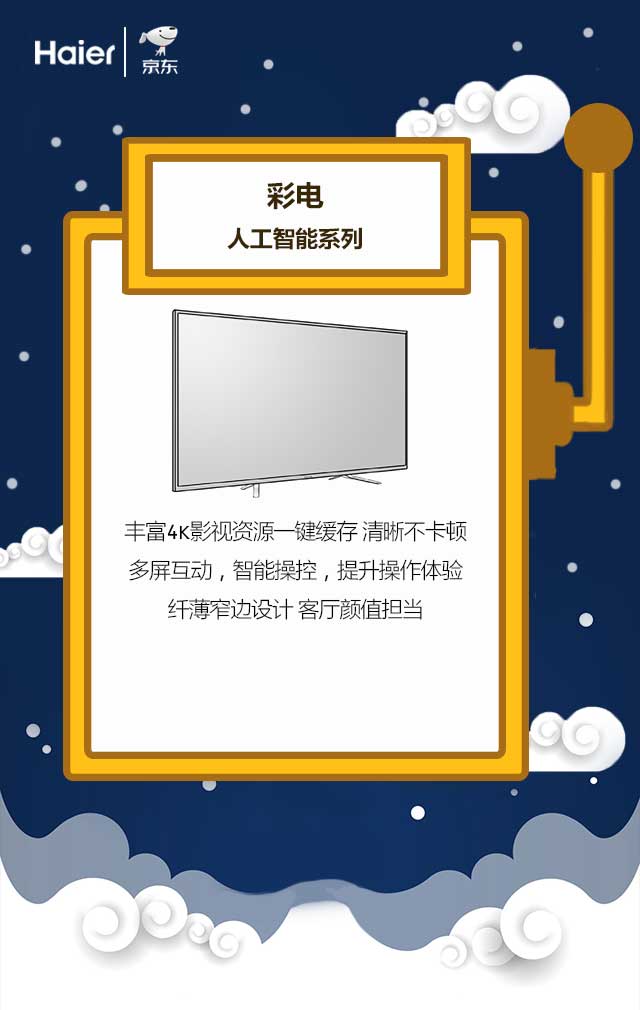 Haier
京东
彩电
人工智能系列
丰富4K影视资源一键缓存 清晰不卡顿
多屏互动，智能操控，提升操作体验
纤薄窄边设计 客厅颜值担当